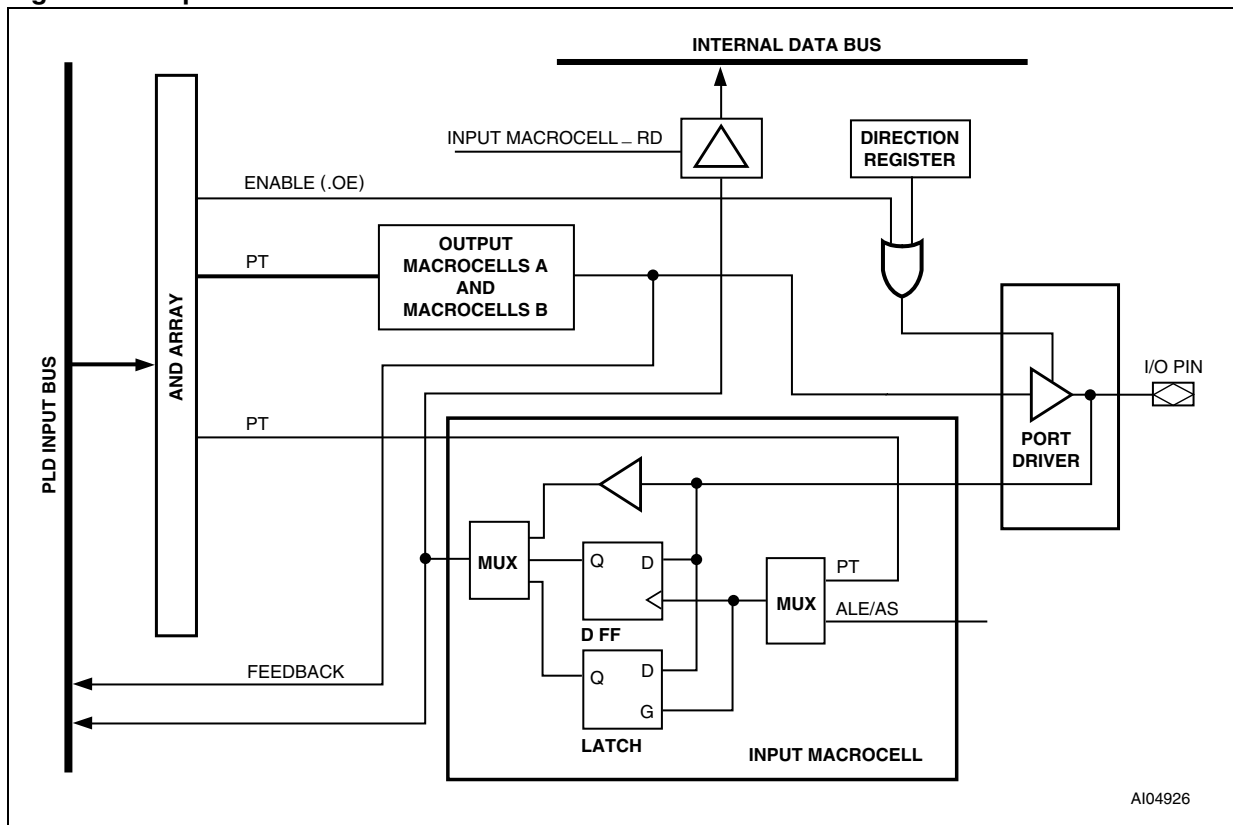 INTERNAL DATA BUS
INPUT MACROCELL _ RD
DIRECTION
REGISTER
ENABLE (.OE)
PT
OUTPUT
MACROCELLS A
AND
MACROCELLS B
PLD INPUT BUS
AND ARRAY
I/O PIN
PORT
DRIVER
PT
MUX
Q
D
D FF
MUX
PT
ALE/AS
Q
D
G
LATCH
FEEDBACK
INPUT MACROCELL
AI04926